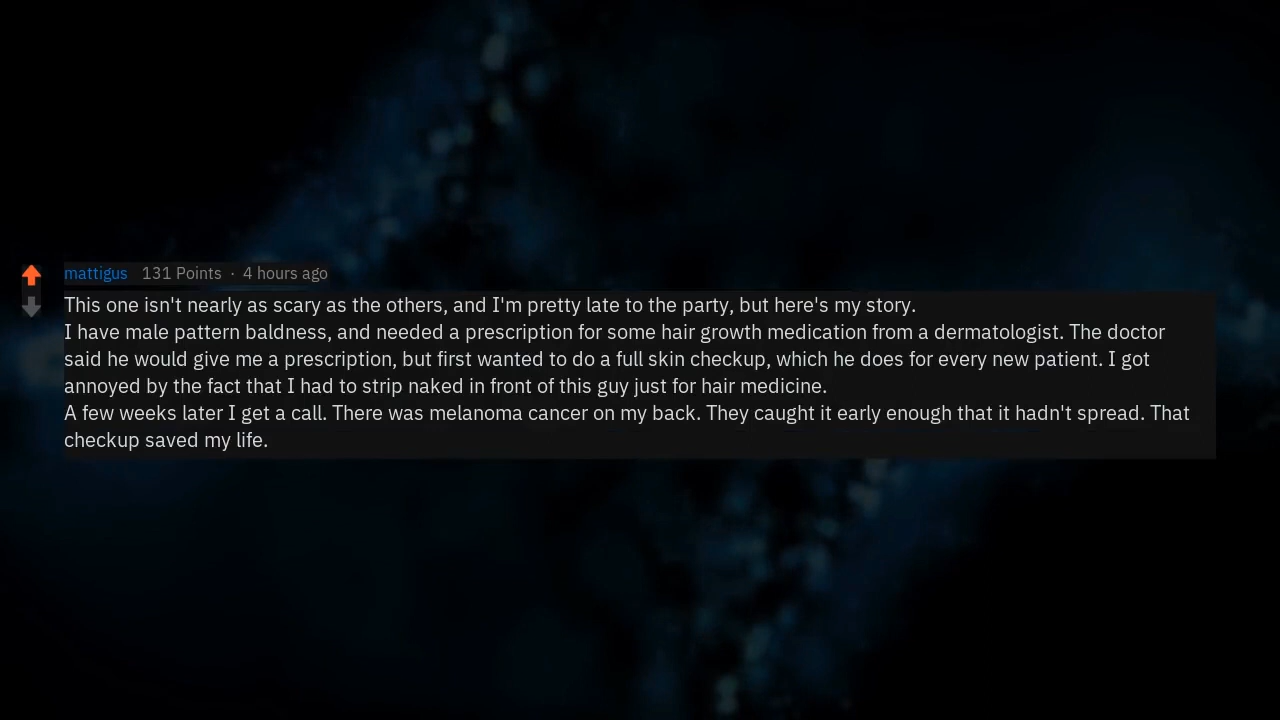 mattigus 131 Points · 4 hours ago
This one isn't nearly as scary as the others, and I'm pretty late to the party, but here's my story.
I have male pattern baldness, and needed a prescription for some hair growth medication from a dermatologist. The doctor
said he would give me a prescription, but first wanted to do a full skin checkup, which he does for every new patient. I got
annoyed by the fact that I had to strip naked in front of this guy just for hair medicine.
A few weeks later I get a call. There was melanoma cancer on my back. They caught it early enough that it hadn't spread. That
checkup saved my life.